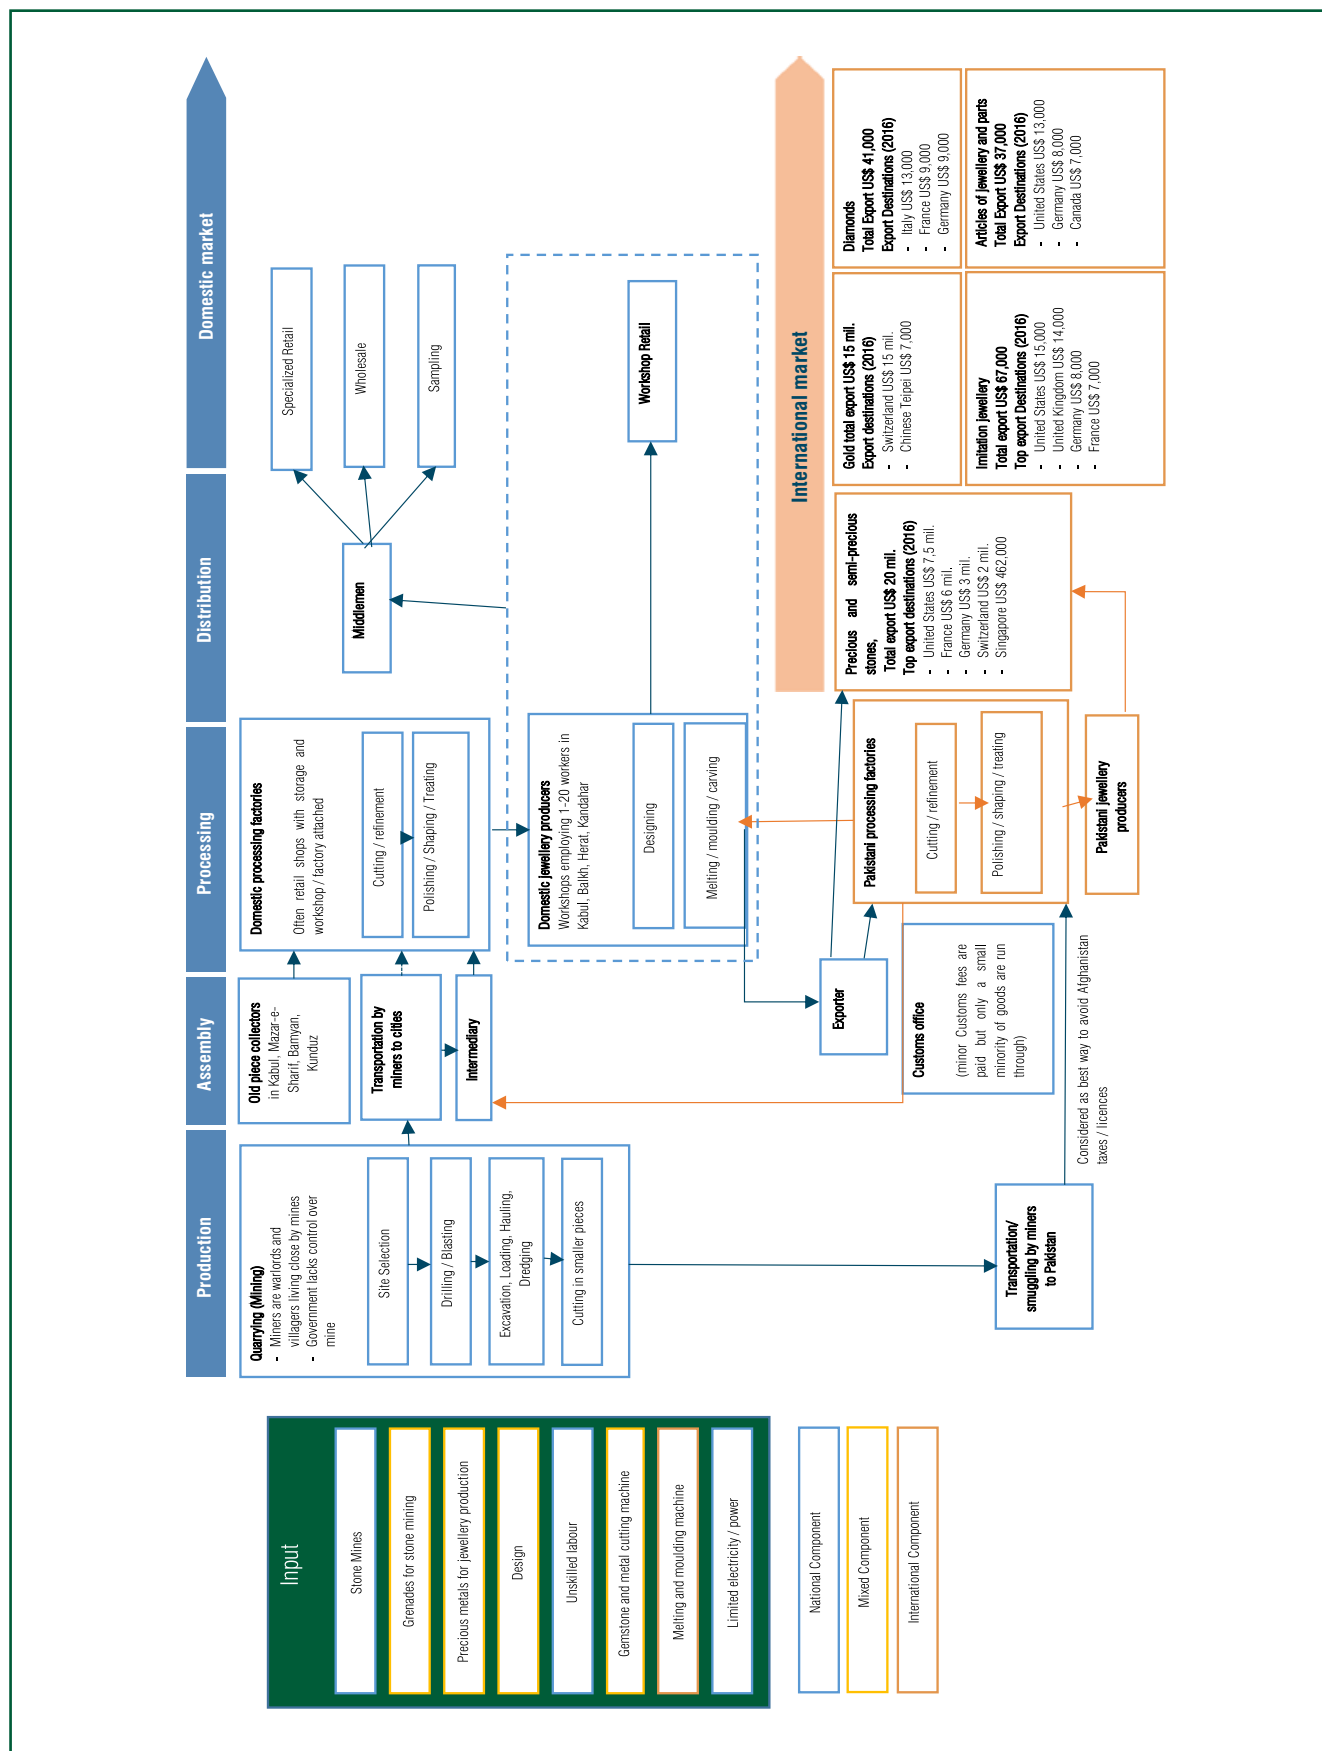 Input
Stone Mines
Grenades for stone mining
Precious metals for jewellery production
Design
Unskilled labour
Gemstone and metal cutting machine
Melting and moulding machine
Limited electricity / power
National Component
Mixed Component
International Component
Production
Assembly
Processing
Distribution
Domestic market
Quarrying (Mining)
- Miners are warlords and
villagers living close by mines
- Government lacks control over
mine
Site Selection
Drilling / Blasting
Excavation, Loading, Hauling,
Dredging
Cutting in smaller pieces
Transportation/
smuggling by miners
to Pakistan
Considered as best way to avoid Afghanistan
taxes / licences
Old piece collectors
in Kabul, Mazar-e-
Sharif, Bamyan,
Kunduz
Transportation by
miners to cities
Intermediary
Exporter
Customs office
(minor Customs fees are
paid but only a small
minority of goods are run
through)
Domestic processing factories
Often retail shops with storage and
workshop / factory attached
Cutting / refinement
Polishing / Shaping / Treating
Domestic jewellery producers
Workshops employing 1-20 workers in
Kabul, Balkh, Herat, Kandahar
Designing
Melting / moulding / carving
Pakistani processing factories
Cutting / refinement
Polishing / shaping / treating
Pakistani jewellery
producers
Middlemen
Specialized Retail
Wholesale
Sampling
Workshop Retail
International market
Precious and semi-precious
stones,
Total export US$ 20 mil.
Top export destinations (2016)
- United States US$ 7,5 mil.
- France US$ 6 mil.
- Germany US$ 3 mil.
- Switzerland US$ 2 mil.
- Singapore US$ 462,000
Gold total export US$ 15 mil.
Export destinations (2016)
- Switzerland US$ 15 mil.
- Chinese Teipei US$ 7,000
Diamonds
Total Export US$ 41,000
Export Destinations (2016)
- Italy US$ 13,000
- France US$ 9,000
- Germany US$ 9,000
Imitation jewellery
Total export US$ 67,000
Top export Destinations (2016)
- United States US$ 15,000
- United Kingdom US$ 14,000
- Germany US$ 8,000
- France US$ 7,000
Articles of jewellery and parts
Total Export US$ 37,000
Export Destinations (2016)
- United States US$ 13,000
- Germany US$ 8,000
- Canada US$ 7,000